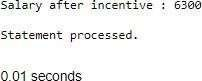 Salary after incentive : 6300
Statement processed.
0.01 seconds